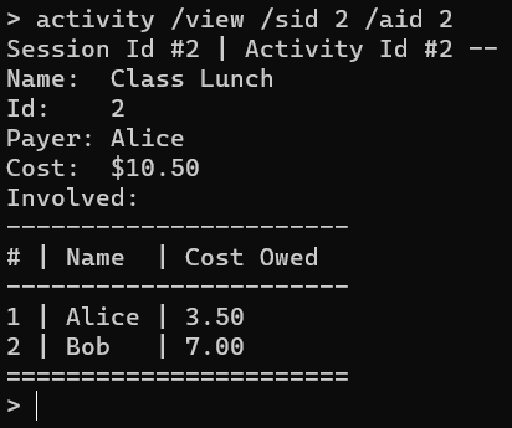 > activity /view /sid 2 /aid 2
Session Id #2 | Activity Id #2 --
Name:  Class Lunch
Id:    2
Payer: Alice
Cost:  $10.50
Involved:
-----------------------
# | Name  | Cost Owed
-----------------------
1 | Alice | 3.50
2 | Bob   | 7.00
=======================
>